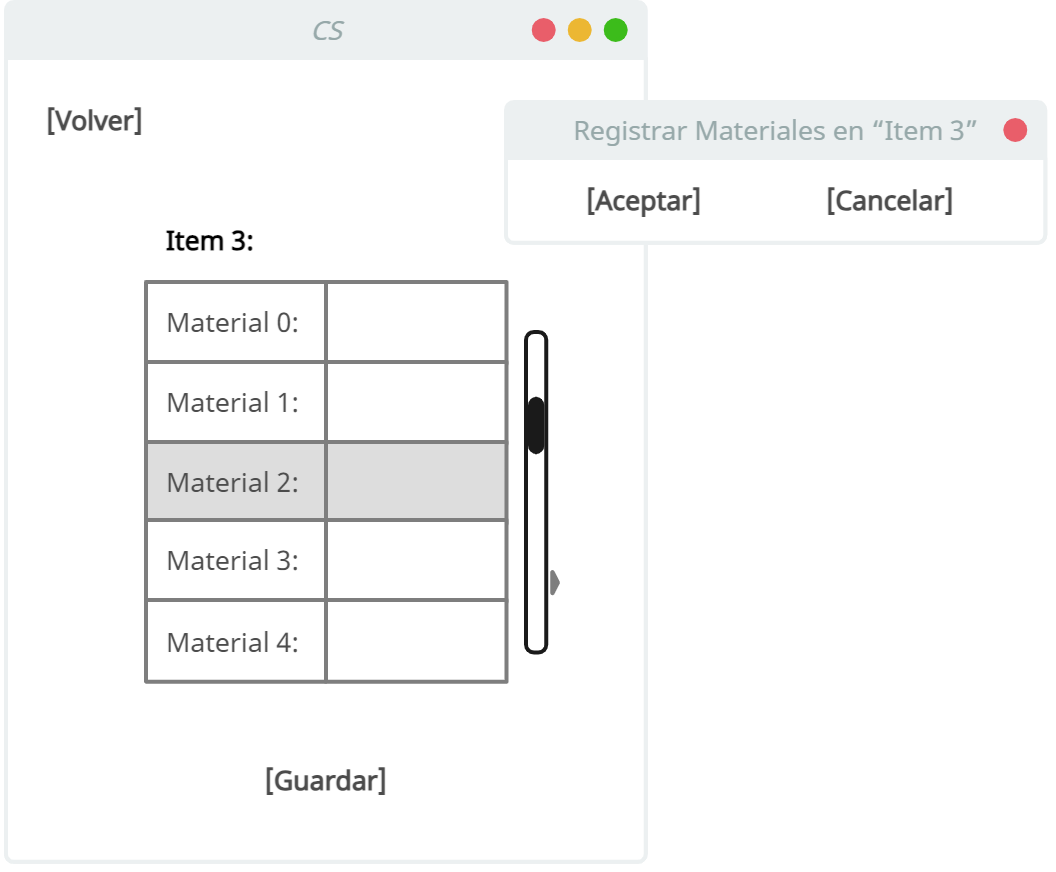 CS
[Volver]
Registrar Materiales en “Item 3”
[Aceptar] [Cancelar]
Item 3:
Material 0:
Material 1:
Material 2:
Material 3:
Material 4:
[Guardar]